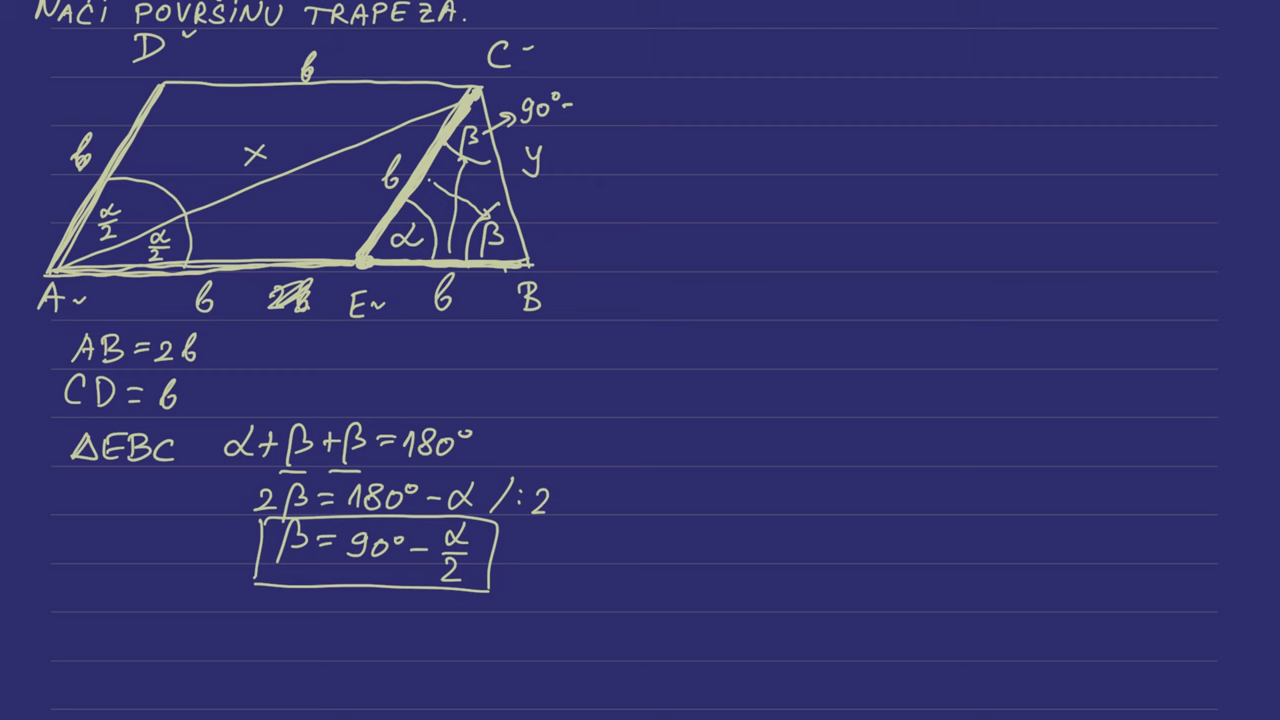 NAĆI POVRŠINU TRAPEZA.
D
C
b
b
x
b
β
90°-
y
α/2
α/2
α
β
A
b
E
b
B
AB = 2b
CD = b
ΔEBC α+β+β=180°
2β=180°-α /:2
β=90°-α/2